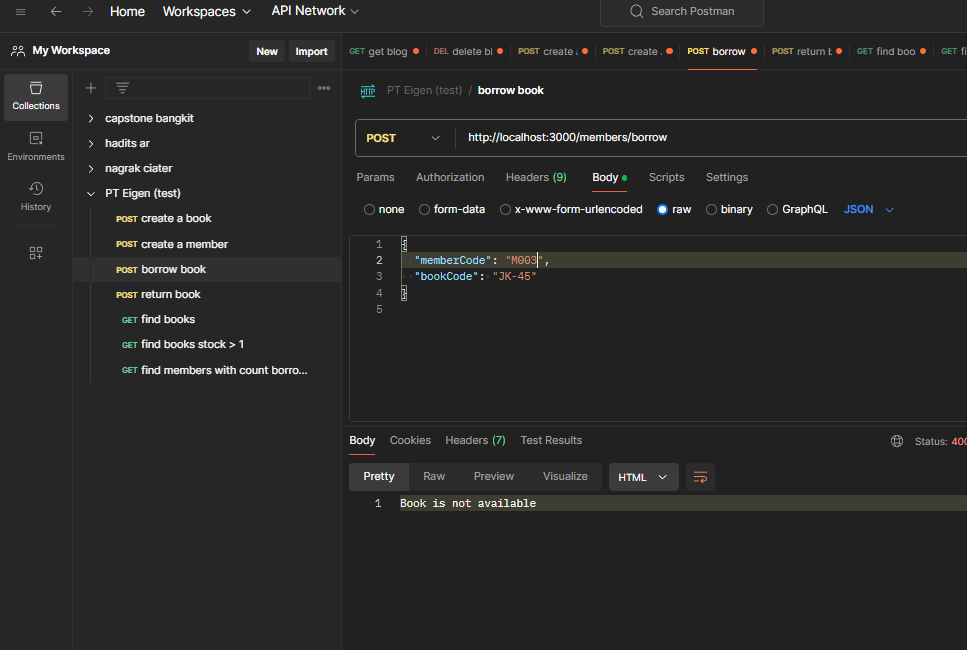 Home Workspaces API Network Search Postman
My Workspace New Import GET get blog DEL delete bl POST create POST create POST borrow POST return b GET find boo GET fi
Collections
PT Eigen (test) / borrow book
capstone bangkit
POST http://localhost:3000/members/borrow
hadits ar
Environments
nagrak ciater
Params Authorization Headers (9) Body Scripts Settings
PT Eigen (test)
History
none form-data x-www-form-urlencoded raw binary GraphQL JSON
POST create a book
POST create a member
1 {
2 "memberCode": "M003",
POST borrow book
3 "bookCode": "JK-45"
POST return book
4 }
5
GET find books
GET find books stock > 1
GET find members with count borro...
Body Cookies Headers (7) Test Results Status: 400
Pretty Raw Preview Visualize HTML
1 Book is not available